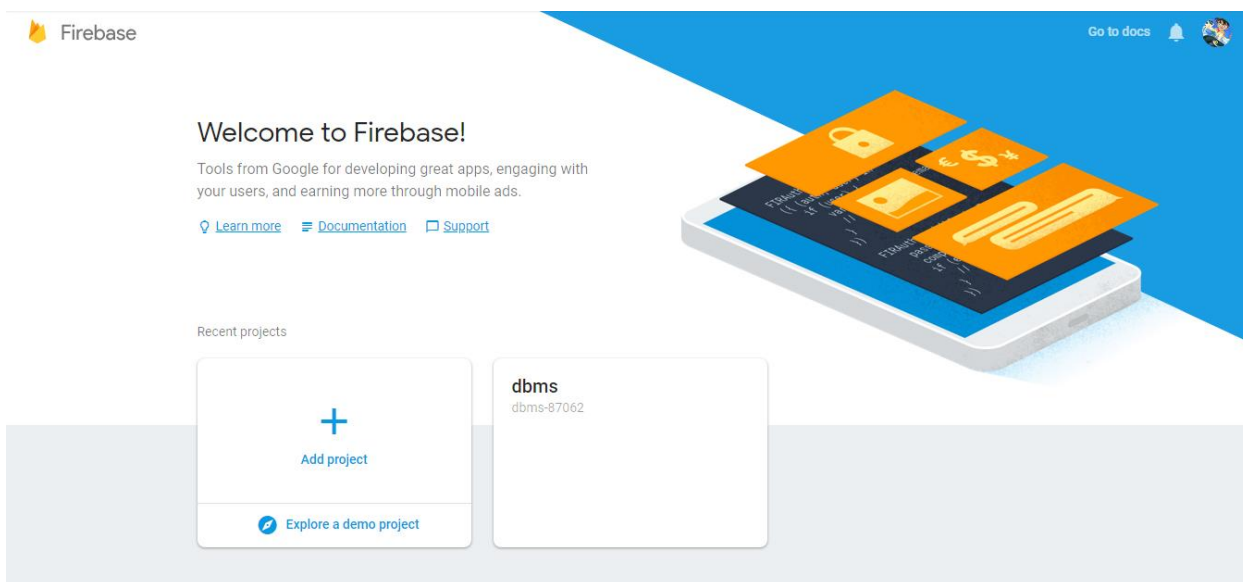 Firebase
Go to docs
Welcome to Firebase!
Tools from Google for developing great apps, engaging with
your users, and earning more through mobile ads.
Learn more
Documentation
Support
Recent projects
Add project
Explore a demo project
dbms
dbms-87062